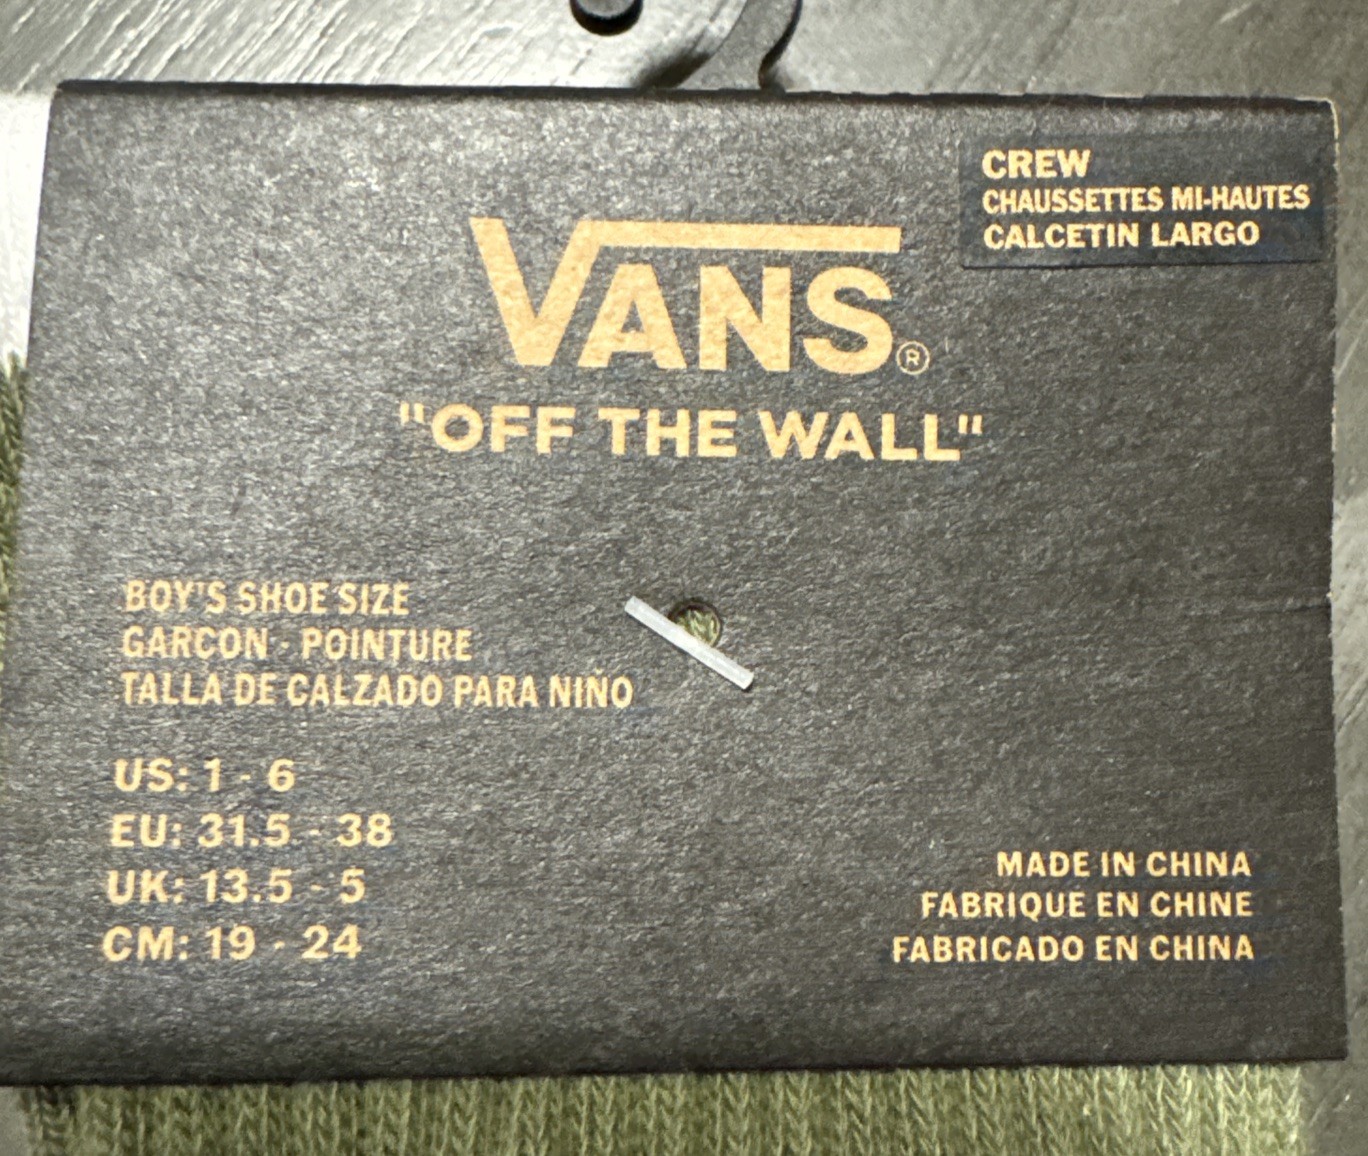 CREW
CHAUSSETTES MI-HAUTES
CALCETIN LARGO
VANS®
"OFF THE WALL"
BOY'S SHOE SIZE
GARÇON - POINTURE
TALLA DE CALZADO PARA NIÑO
US: 1 - 6
EU: 31.5 - 38
UK: 13.5 - 5
CM: 19 - 24
MADE IN CHINA
FABRIQUE EN CHINE
FABRICADO EN CHINA